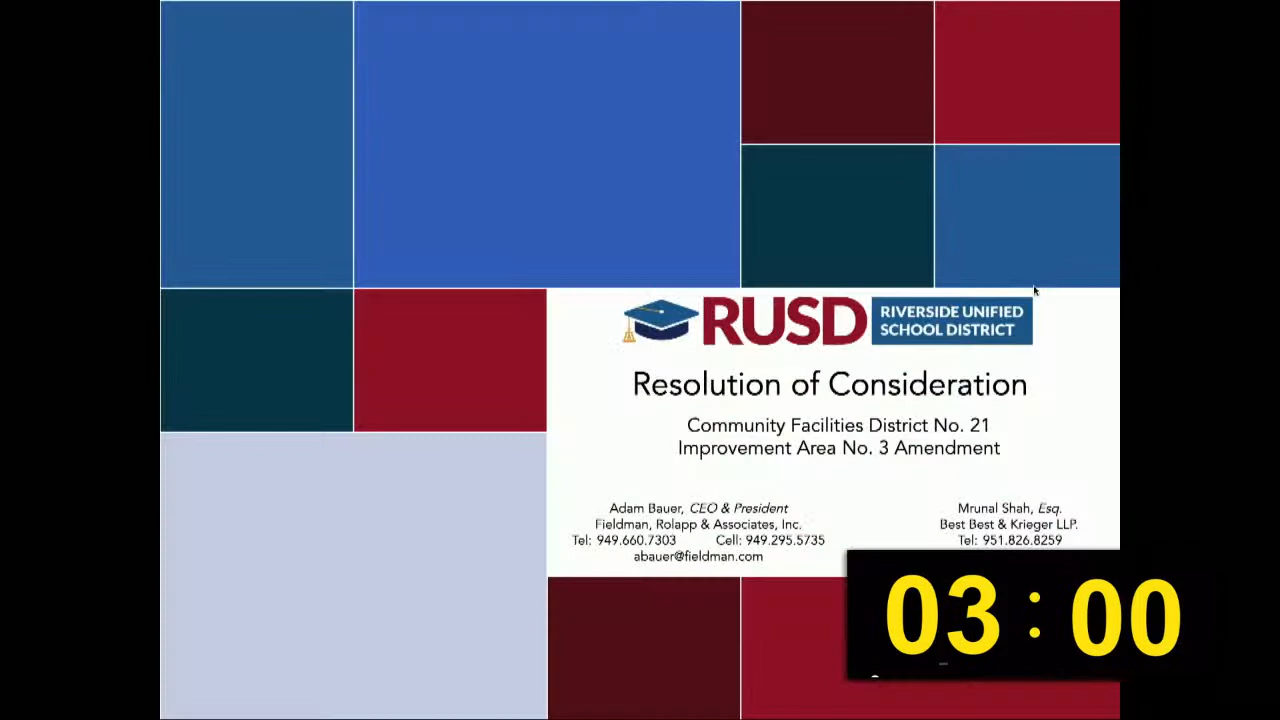 RUSD
RIVERSIDE UNIFIED
SCHOOL DISTRICT
Resolution of Consideration
Community Facilities District No. 21
Improvement Area No. 3 Amendment
Adam Bauer, CEO & President
Fieldman, Rolapp & Associates, Inc.
Tel: 949.660.7303 Cell: 949.295.5735
abauer@fieldman.com
Mrunal Shah, Esq.
Best Best & Krieger LLP.
Tel: 951.826.8259
03:00